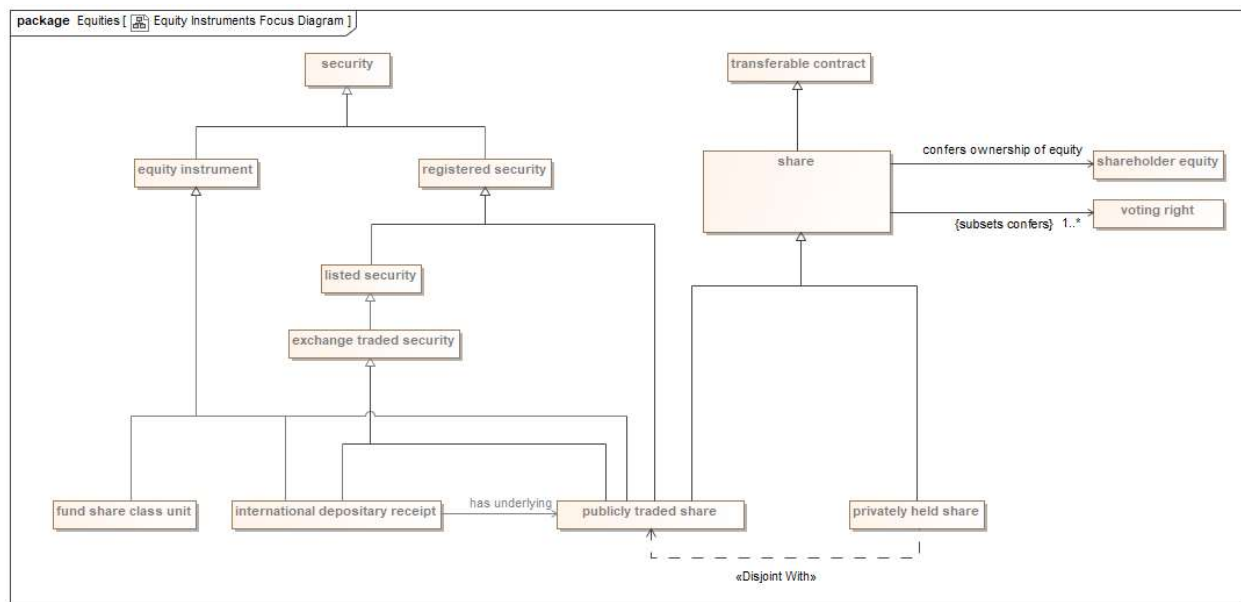 package Equities [ Equity Instruments Focus Diagram ]
security
transferable contract
equity instrument
registered security
share
confers ownership of equity
shareholder equity
voting right
{subsets confers} 1..*
listed security
exchange traded security
fund share class unit
international depositary receipt
has underlying
publicly traded share
privately held share
«Disjoint With»